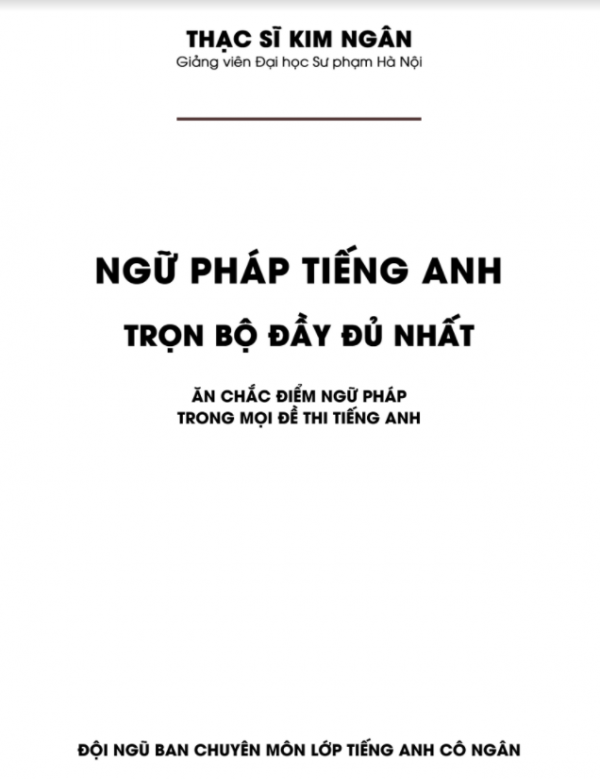 THẠC SĨ KIM NGÂN
Giảng viên Đại học Sư phạm Hà Nội
NGỮ PHÁP TIẾNG ANH
TRỌN BỘ ĐẦY ĐỦ NHẤT
ĂN CHẮC ĐIỂM NGỮ PHÁP
TRONG MỌI ĐỀ THI TIẾNG ANH
ĐỘI NGŨ BAN CHUYÊN MÔN LỚP TIẾNG ANH CÔ NGÂN